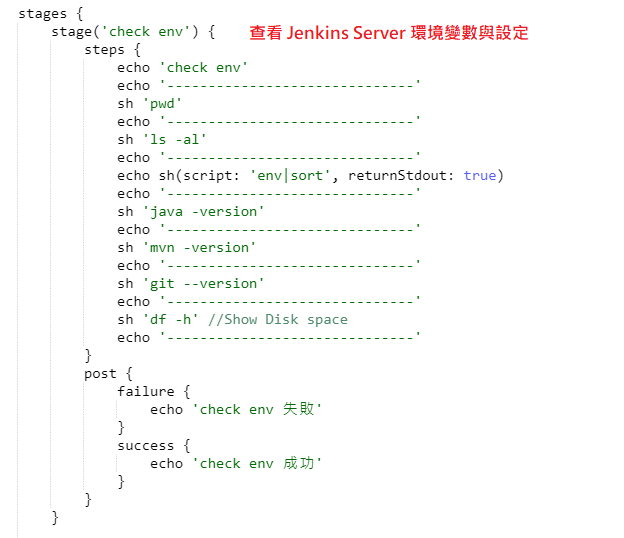 stages {
    stage('check env') {    查看 Jenkins Server 環境變數與設定
        steps {
            echo 'check env'
            echo '------------------------------'
            sh 'pwd'
            echo '------------------------------'
            sh 'ls -al'
            echo '------------------------------'
            echo sh(script: 'env|sort', returnStdout: true)
            echo '------------------------------'
            sh 'java -version'
            echo '------------------------------'
            sh 'mvn -version'
            echo '------------------------------'
            sh 'git --version'
            echo '------------------------------'
            sh 'df -h' //Show Disk space
            echo '------------------------------'
        }
        post {
            failure {
                echo 'check env 失敗'
            }
            success {
                echo 'check env 成功'
            }
        }
    }